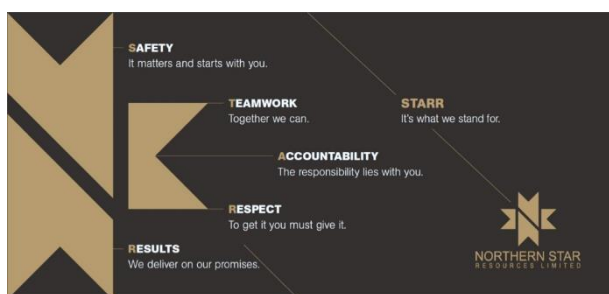 SAFETY
It matters and starts with you.
TEAMWORK
Together we can.
STARR
It's what we stand for.
ACCOUNTABILITY
The responsibility lies with you.
RESPECT
To get it you must give it.
RESULTS
We deliver on our promises.
NORTHERN STAR
RESOURCES LIMITED